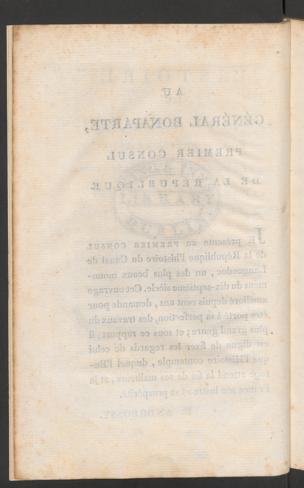 AU
GÉNÉRAL BONAPARTE,
PREMIER CONSUL
DE LA RÉPUBLIQUE.
LIBRARY
Je présente au PREMIER CONSUL
de la République l'histoire du Canal de
Languedoc, un des plus beaux monu-
mens du dix-septième siècle. Cet ouvrage
amélioré depuis cent ans, demande pour
être porté à sa perfection, des travaux du
plus grand genre; et sous ce rapport, il
est digne de fixer les regards de celui
que l'Histoire contemple, duquel l'Eu-
rope attend la fin de ses malheurs, et la
France son lustre et sa prospérité.
F. ANDRÉOSSY.